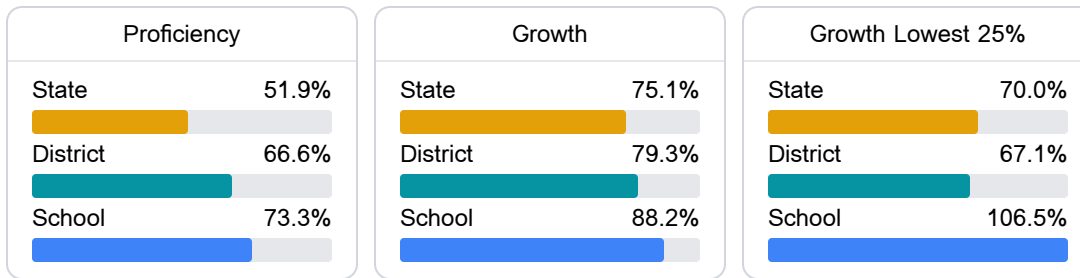 Proficiency
State 51.9%
District 66.6%
School 73.3%
Growth
State 75.1%
District 79.3%
School 88.2%
Growth Lowest 25%
State 70.0%
District 67.1%
School 106.5%